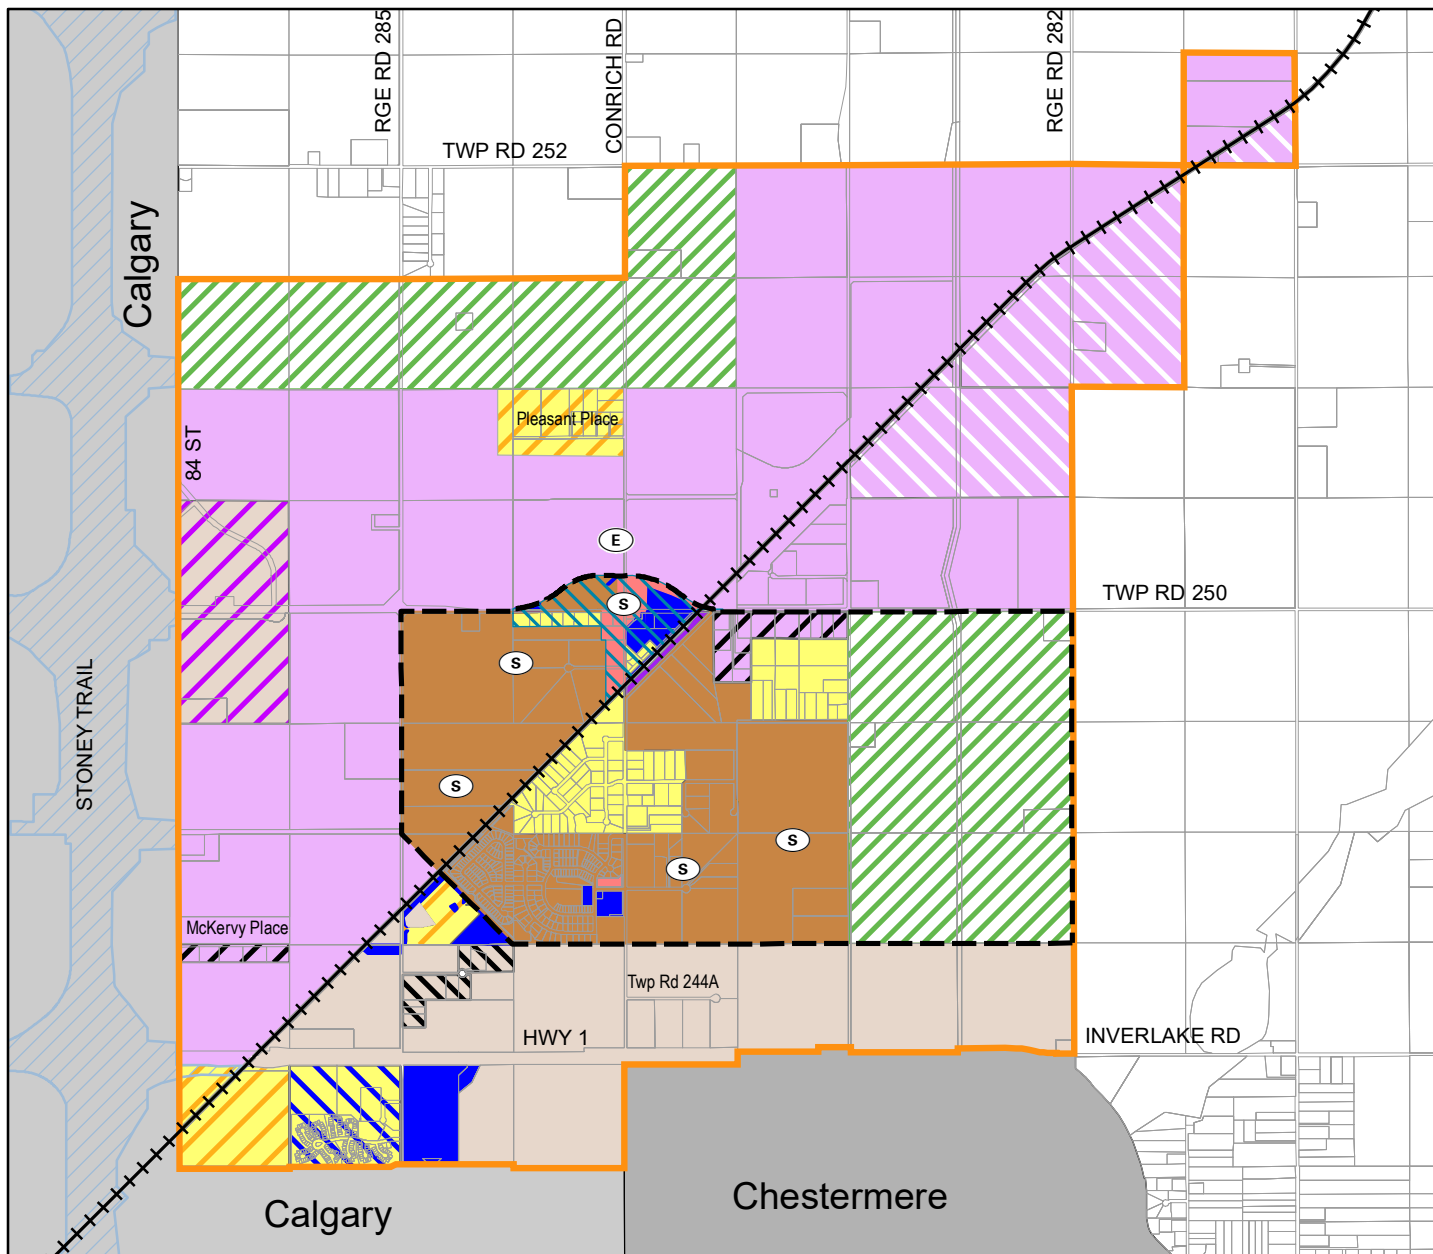 RGE RD 285
CONRICH RD
RGE RD 282
TWP RD 252
Calgary
Pleasant Place
84 ST
E
S
TWP RD 250
S
STONEY TRAIL
S
S
S
McKervy Place
Twp Rd 244A
HWY 1
INVERLAKE RD
Chestermere
Calgary